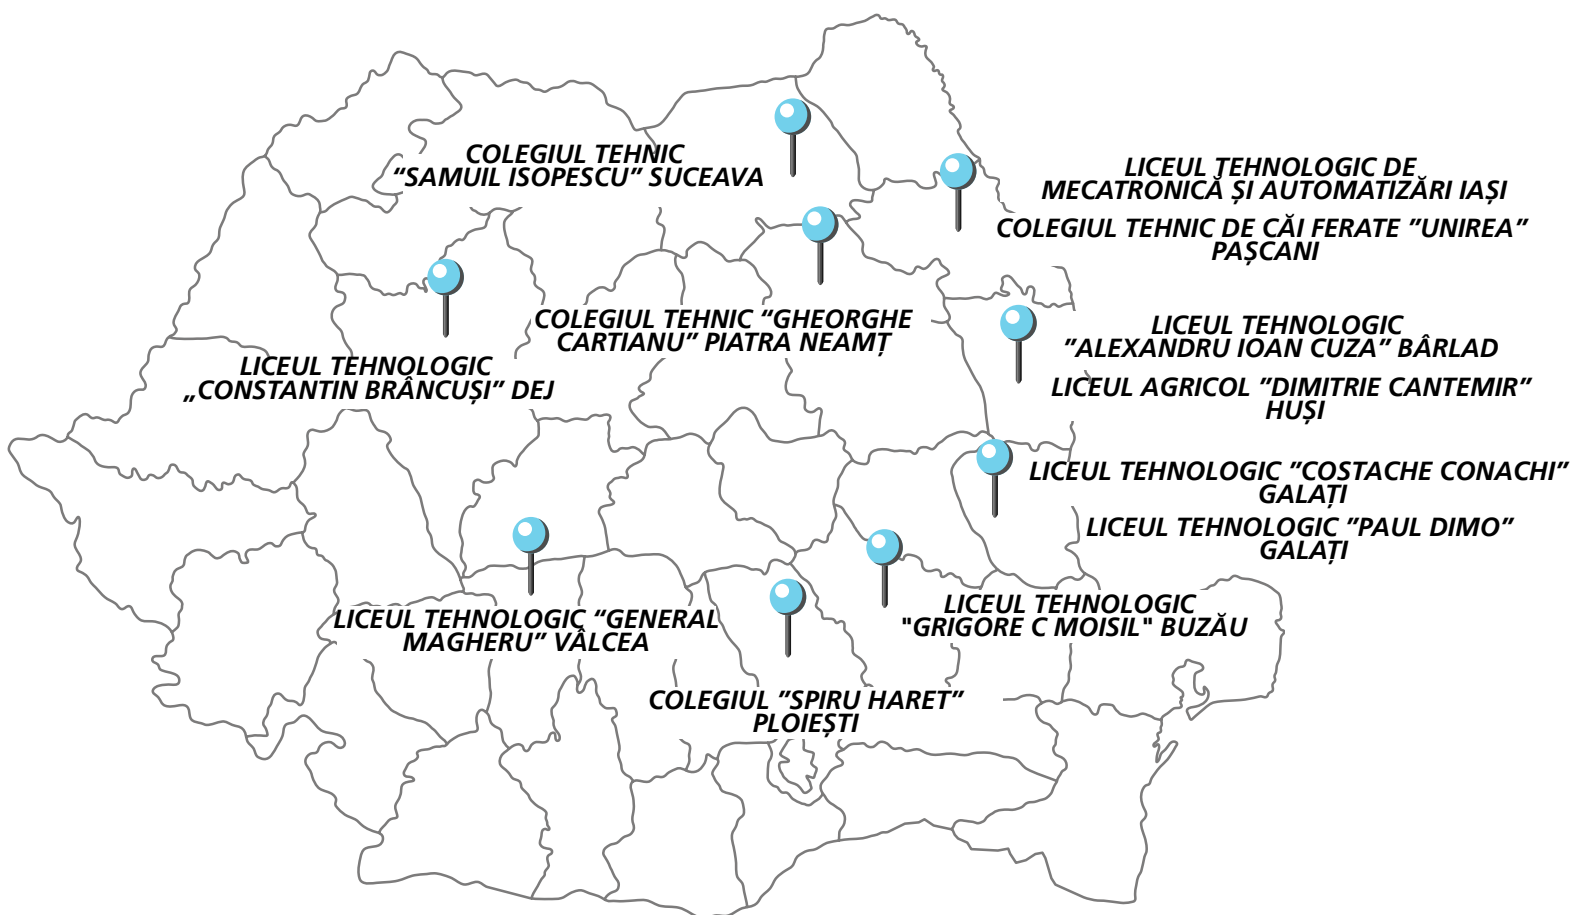 COLEGIUL TEHNIC
“SAMUIL ISOPESCU” SUCEAVA
LICEUL TEHNOLOGIC DE
MECATRONICĂ ȘI AUTOMATIZĂRI IAȘI
COLEGIUL TEHNIC DE CĂI FERATE ”UNIREA”
PAȘCANI
COLEGIUL TEHNIC “GHEORGHE
CARTIANU” PIATRA NEAMȚ
LICEUL TEHNOLOGIC
”ALEXANDRU IOAN CUZA” BÂRLAD
LICEUL TEHNOLOGIC
„CONSTANTIN BRÂNCUȘI” DEJ
LICEUL AGRICOL ”DIMITRIE CANTEMIR”
HUȘI
LICEUL TEHNOLOGIC ”COSTACHE CONACHI”
GALAȚI
LICEUL TEHNOLOGIC ”PAUL DIMO”
GALAȚI
LICEUL TEHNOLOGIC “GENERAL
MAGHERU” VÂLCEA
LICEUL TEHNOLOGIC
"GRIGORE C MOISIL" BUZĂU
COLEGIUL ”SPIRU HARET”
PLOIEȘTI